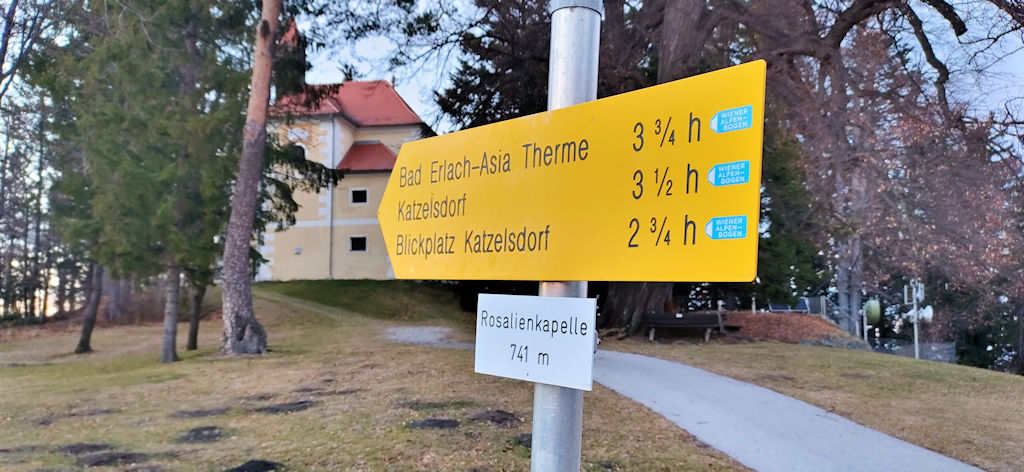 Bad Erlach-Asia Therme 3 ¾ h WIENER ALPEN-BOGEN
Katzelsdorf 3 ½ h WIENER ALPEN-BOGEN
Blickplatz Katzelsdorf 2 ¾ h WIENER ALPEN-BOGEN
Rosalienkapelle
741 m